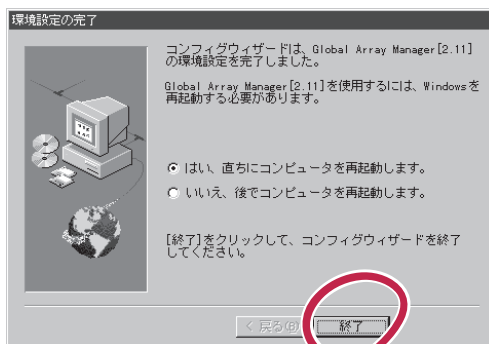 環境設定の完了
コンフィグウィザードは、Global Array Manager[2.11]
の環境設定を完了しました。
Global Array Manager[2.11]を使用するには、Windowsを
再起動する必要があります。
はい、直ちにコンピュータを再起動します。
いいえ、後でコンピュータを再起動します。
[終了]をクリックして、コンフィグウィザードを終了
してください。
< 戻る(B)
終了